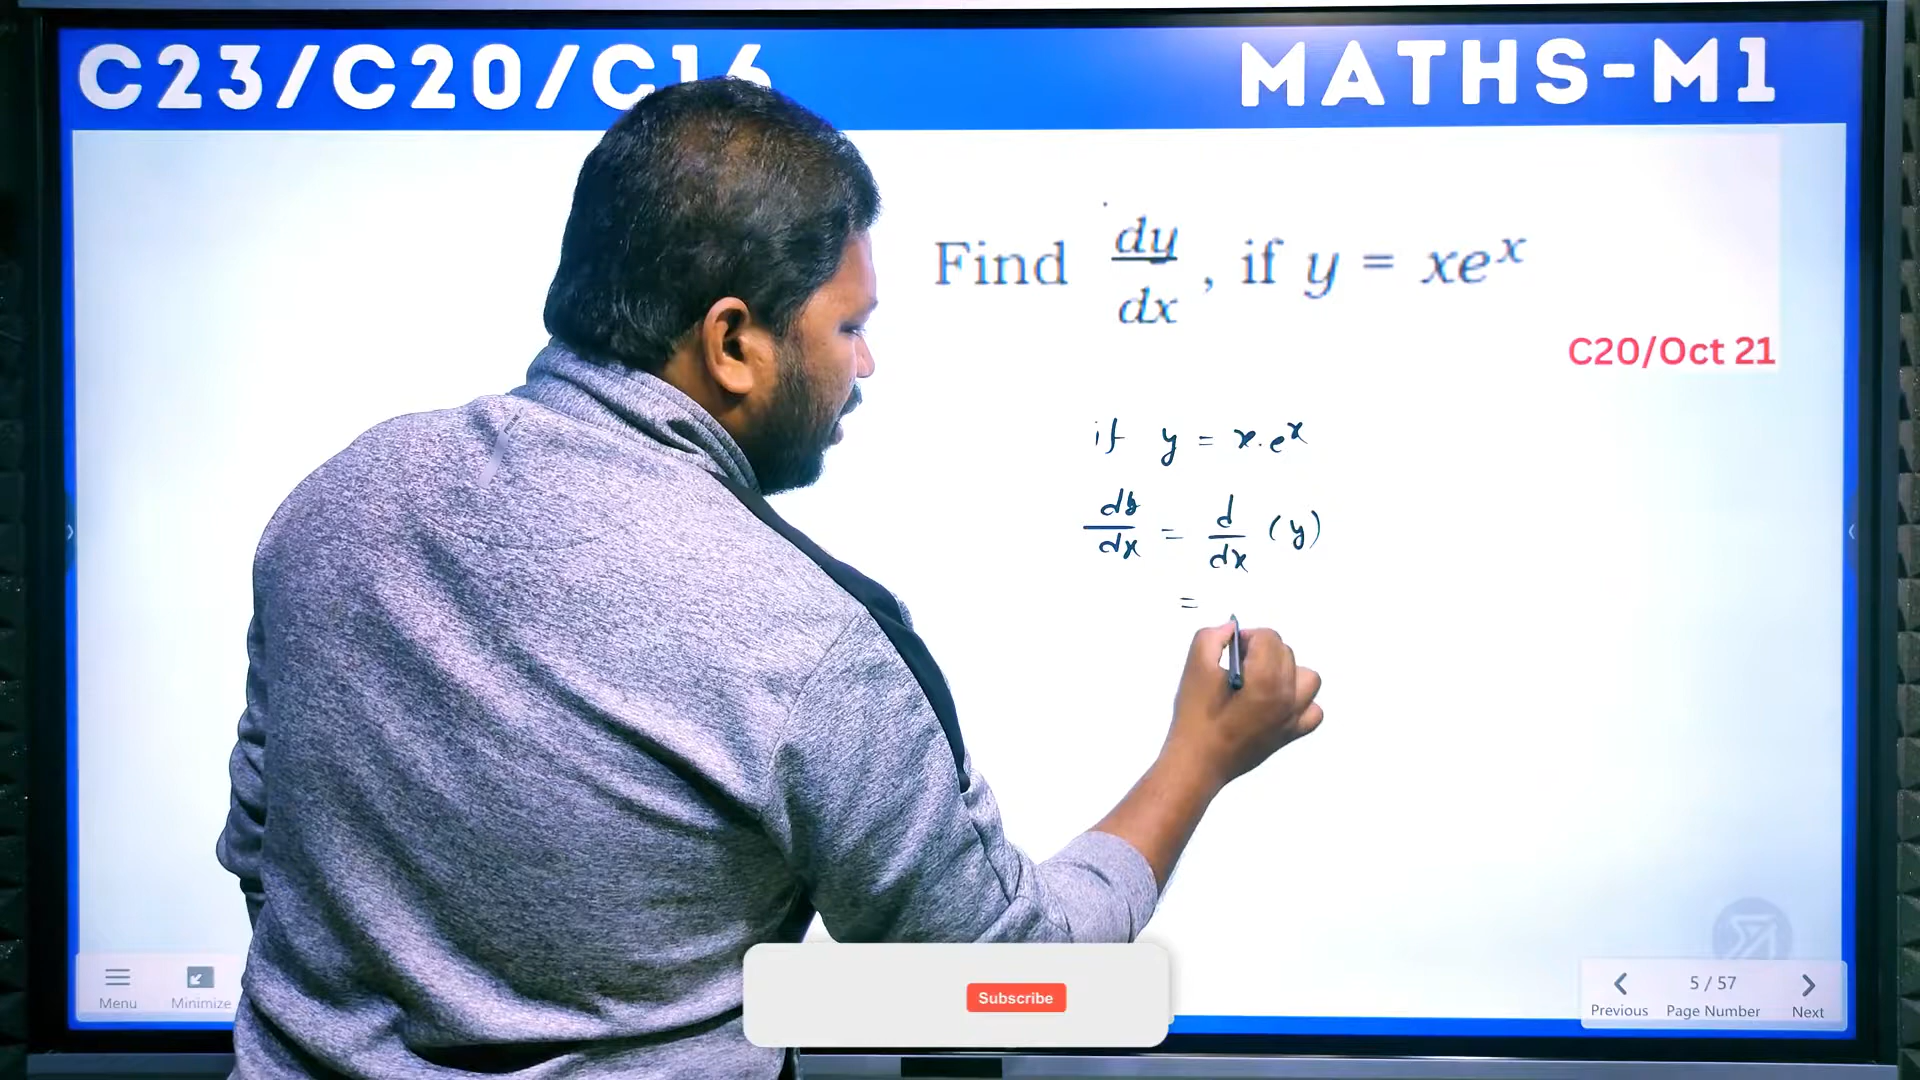 C23/C20/C16
MATHS-M1
Find dy/dx , if y = xe^x
C20/Oct 21
if y = x.e^x
dy/dx = d/dx (y)
=
Menu
Minimize
Subscribe
5 / 57
Previous Page Number Next